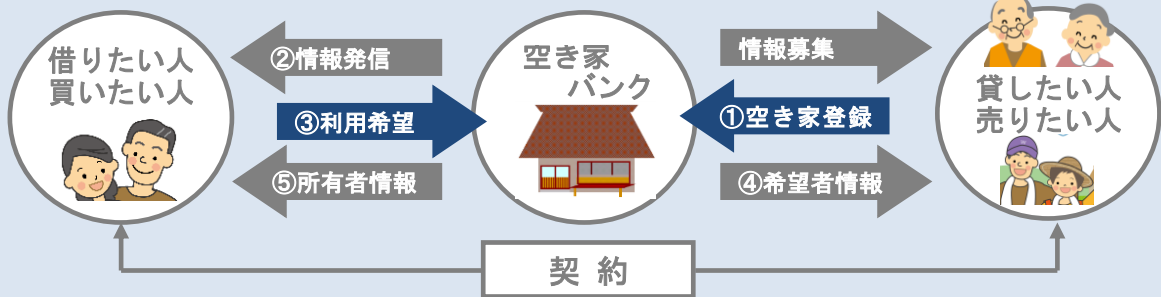 借りたい人
買いたい人
②情報発信
③利用希望
⑤所有者情報
空き家
バンク
情報募集
①空き家登録
④希望者情報
貸したい人
売りたい人
契 約